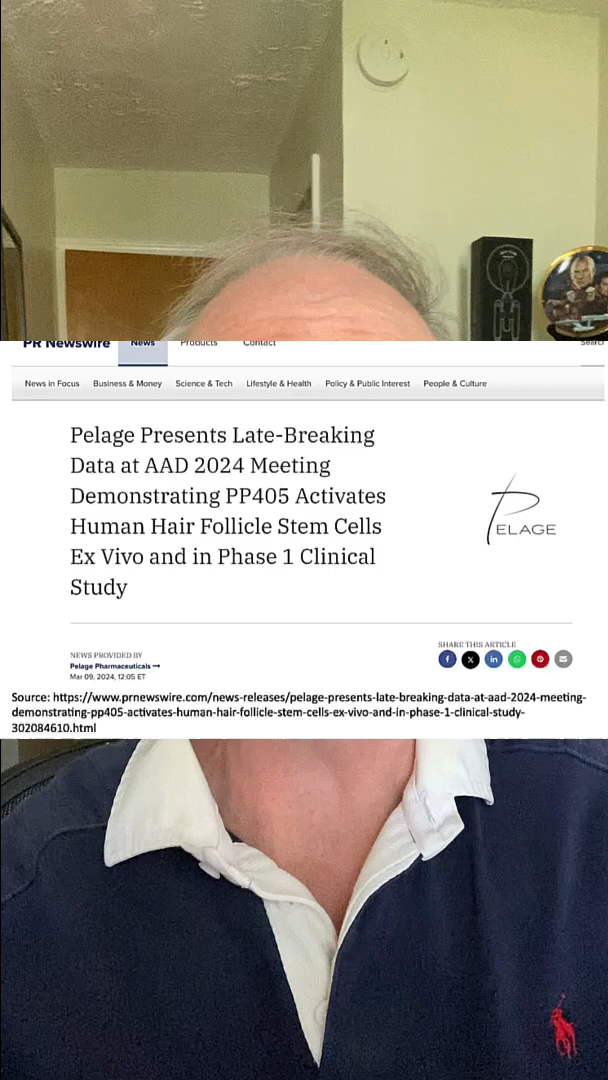 PR Newswire News Products Contact Search
News in Focus Business & Money Science & Tech Lifestyle & Health Policy & Public Interest People & Culture
Pelage Presents Late-Breaking
Data at AAD 2024 Meeting
Demonstrating PP405 Activates
Human Hair Follicle Stem Cells
Ex Vivo and in Phase 1 Clinical
Study
PELAGE
NEWS PROVIDED BY
Pelage Pharmaceuticals
Mar 09, 2024, 12:05 ET
SHARE THIS ARTICLE
Source: https://www.prnewswire.com/news-releases/pelage-presents-late-breaking-data-at-aad-2024-meeting-
demonstrating-pp405-activates-human-hair-follicle-stem-cells-ex-vivo-and-in-phase-1-clinical-study-
302084610.html